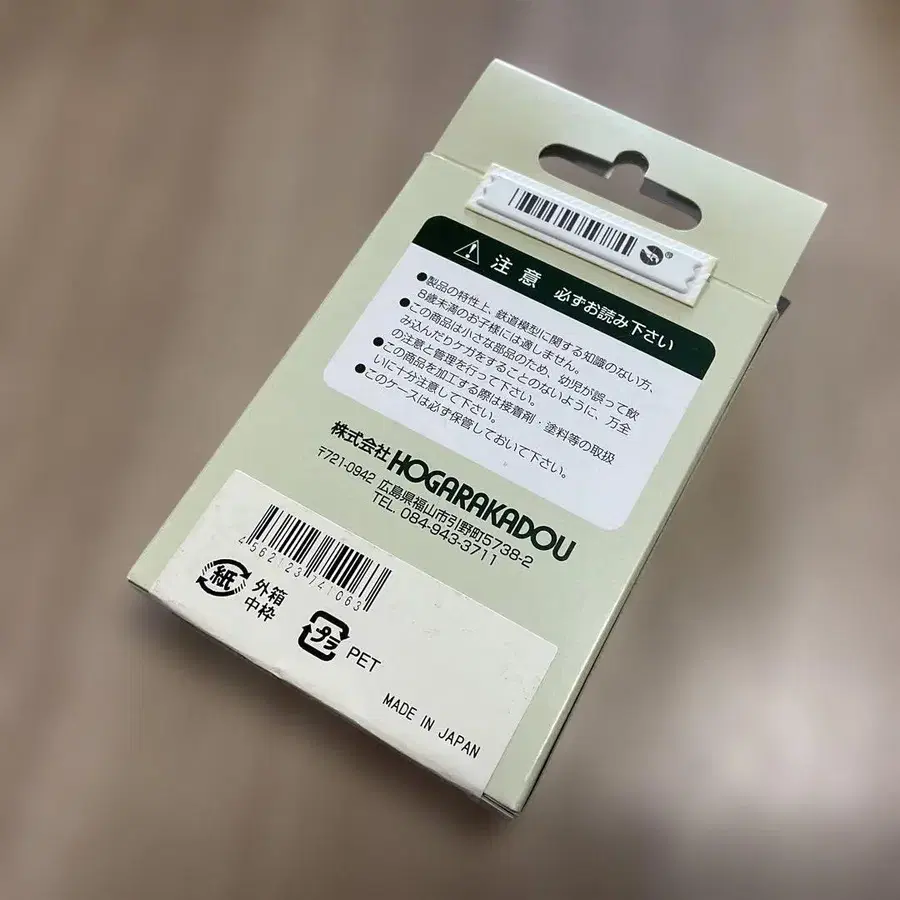 ®
注意 必ずお読み下さい
●製品の特性上、鉄道模型に関する知識のない方、
8歳未満のお子様には適しません。
●この商品は小さな部品のため、幼児が誤って飲
み込んだりケガをすることのないように、万全
の注意と管理を行って下さい。
●この商品を加工する際は接着剤・塗料等の取扱
いに十分注意して下さい。
●このケースは必ず保管しておいて下さい。
株式会社 HOGARAKADOU
〒721-0942 広島県福山市引野町5738-2
TEL. 084-943-3711
4562123741063
紙 外箱
中枠
プラ PET
MADE IN JAPAN